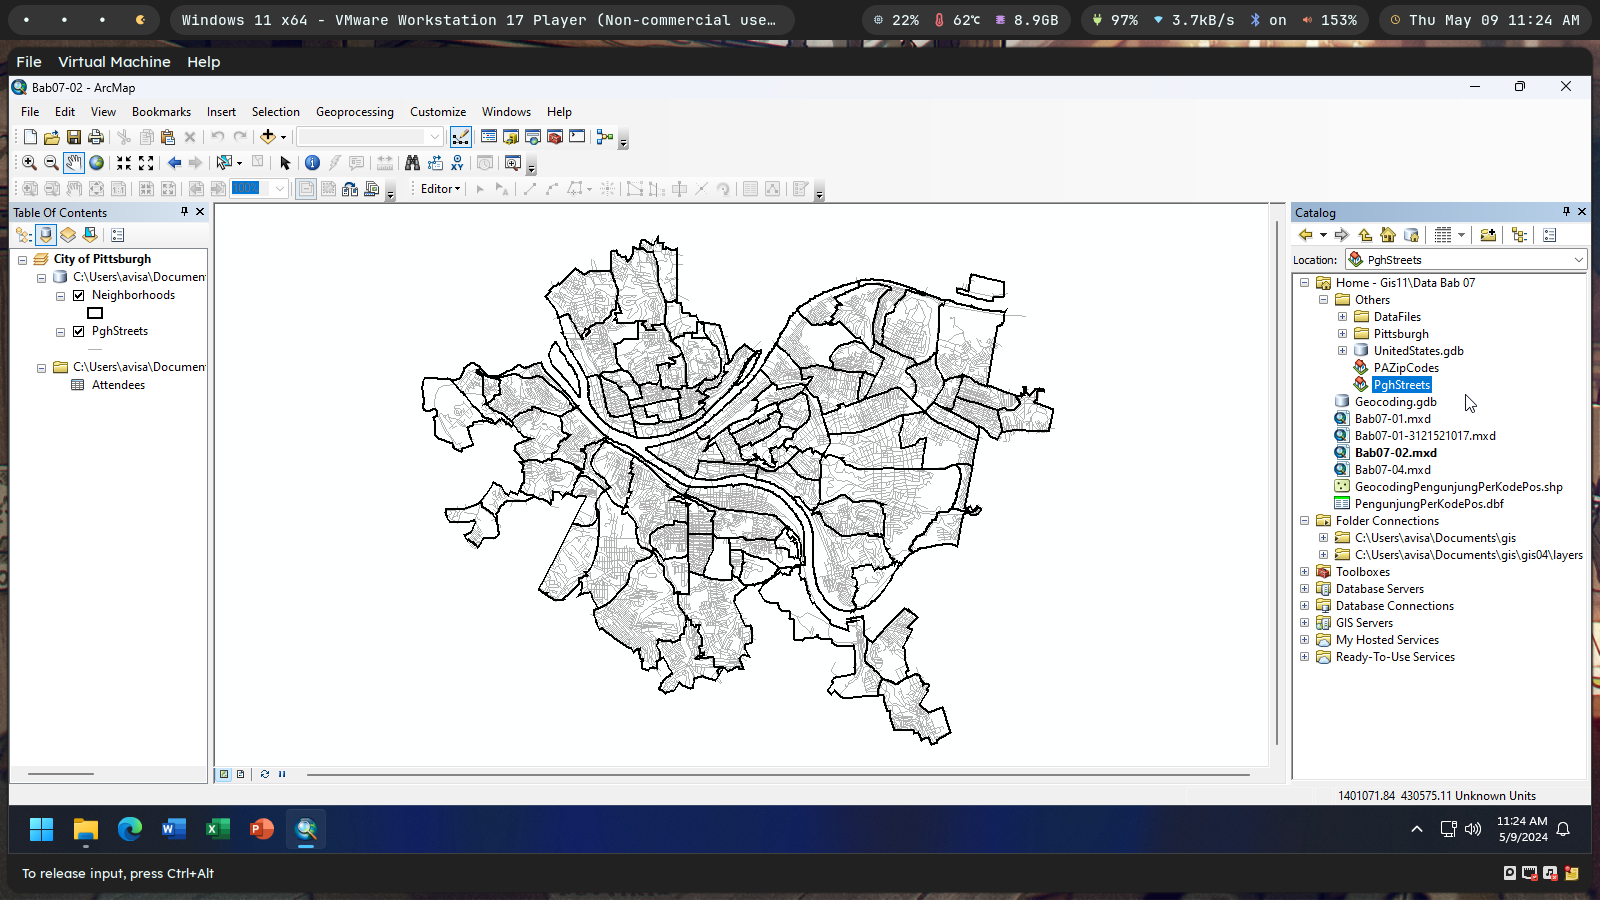 Windows 11 x64 - VMware Workstation 17 Player (Non-commercial use…
22%
62℃
8.9GB
97%
3.7kB/s
on
153%
Thu May 09 11:24 AM
File Virtual Machine Help
Bab07-02 - ArcMap
File Edit View Bookmarks Insert Selection Geoprocessing Customize Windows Help
100%
Editor
Table Of Contents
City of Pittsburgh
C:\Users\avisa\Documen
Neighborhoods
PghStreets
C:\Users\avisa\Documen
Attendees
Catalog
Location: PghStreets
Home - Gis11\Data Bab 07
Others
DataFiles
Pittsburgh
UnitedStates.gdb
PAZipCodes
PghStreets
Geocoding.gdb
Bab07-01.mxd
Bab07-01-3121521017.mxd
Bab07-02.mxd
Bab07-04.mxd
GeocodingPengunjungPerKodePos.shp
PengunjungPerKodePos.dbf
Folder Connections
C:\Users\avisa\Documents\gis
C:\Users\avisa\Documents\gis\gis04\layers
Toolboxes
Database Servers
Database Connections
GIS Servers
My Hosted Services
Ready-To-Use Services
1401071.84 430575.11 Unknown Units
11:24 AM
5/9/2024
To release input, press Ctrl+Alt